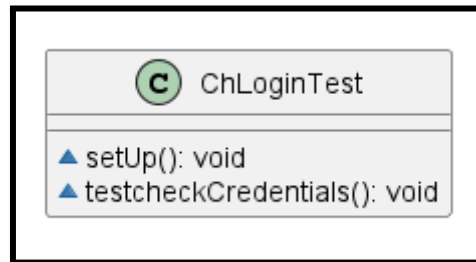 C ChLoginTest
setUp(): void
testcheckCredentials(): void